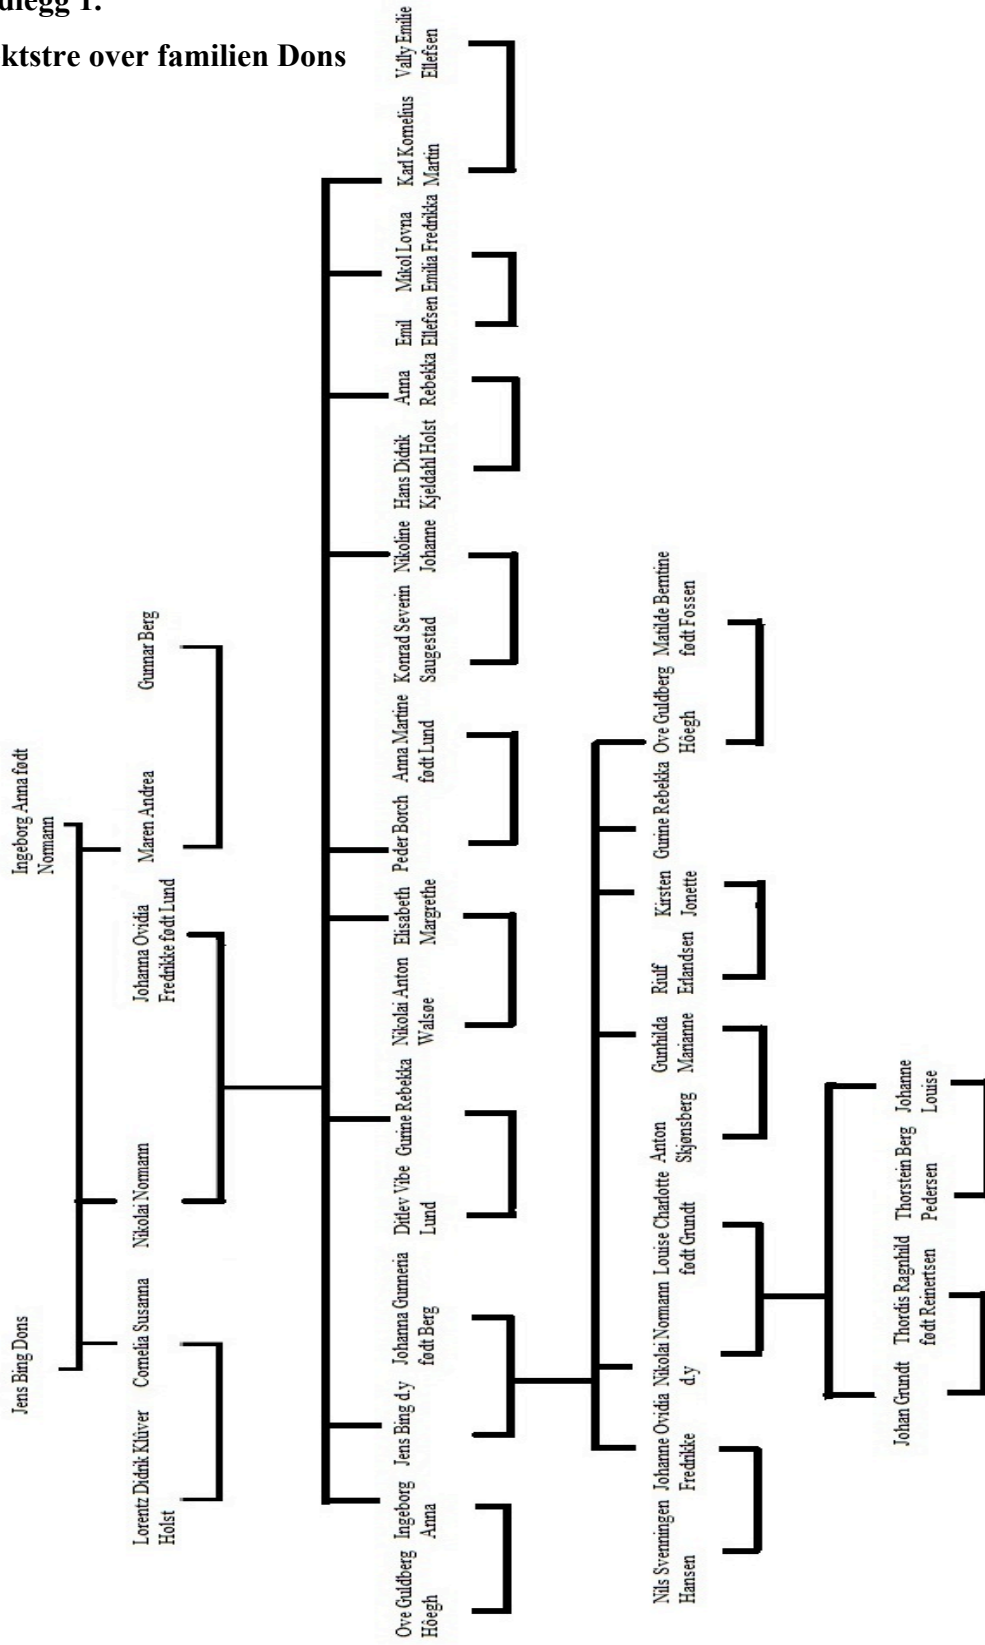 legg 1.
ktstre over familien Dons
Jens Bing Dons
Ingeborg Anna født
Normann
Lorentz Didrik Klüver
Holst
Cornelia Susanna
Nikolai Normann
Johanna Ovidia
Fredrikke født Lund
Maren Andrea
Gunnar Berg
Ove Guldberg
Hôegh
Ingeborg
Anna
Jens Bing d.y
Johanna Gunneria
født Berg
Ditlev Vibe
Lund
Gurine Rebekka
Nikolai Anton
Walsøe
Elisabeth
Margrethe
Peder Borch
Anna Martine
født Lund
Konrad Severin
Saugestad
Nikoline
Johanne
Hans Didrik
Kjeldahl Holst
Anna
Rebekka
Emil
Ellefsen
Mikol Lovna
Emilia Fredrikka
Karl Kornelius
Martin
Vally Emilie
Ellefsen
Nils Svenningen
Hansen
Johanne Ovidia
Fredrikke
Nikolai Normann
d.y
Louise Charlotte
født Grundt
Anton
Skjønsberg
Gunhilda
Marianne
Riulf
Erlandsen
Kirsten
Jonette
Gurine Rebekka
Ove Guldberg
Hôegh
Matilde Berntine
født Fossen
Johan Grundt
Thordis Ragnhild
født Reinertsen
Thorstein Berg
Pedersen
Johanne
Louise